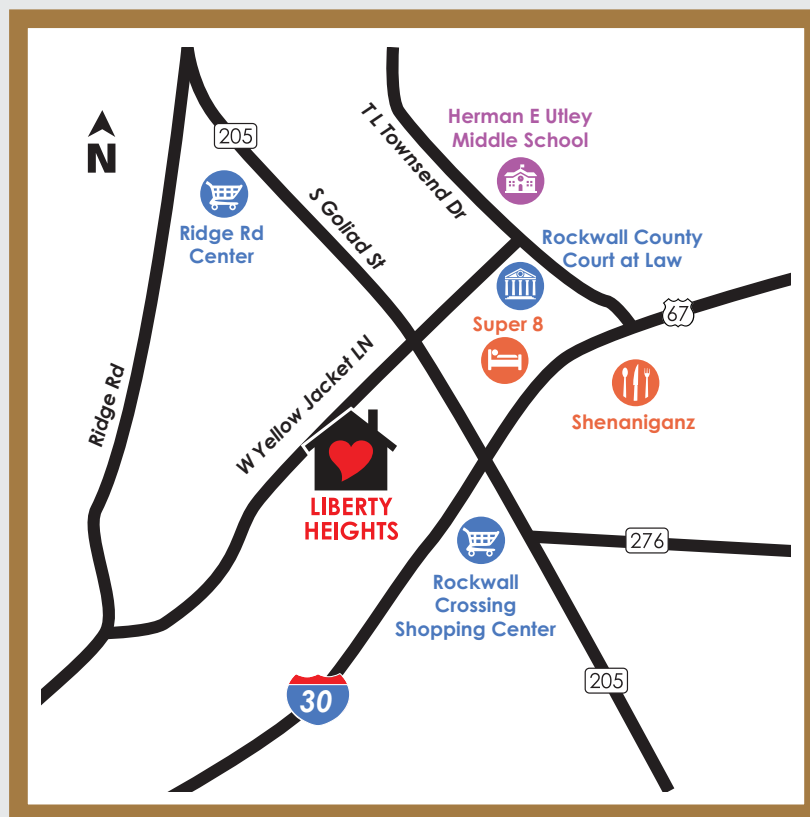 N
205
Ridge Rd
Center
S Goliad St
T L Townsend Dr
Herman E Utley
Middle School
Rockwall County
Court at Law
67
Super 8
Shenaniganz
Ridge Rd
W Yellow Jacket LN
LIBERTY
HEIGHTS
276
Rockwall
Crossing
Shopping Center
205
30